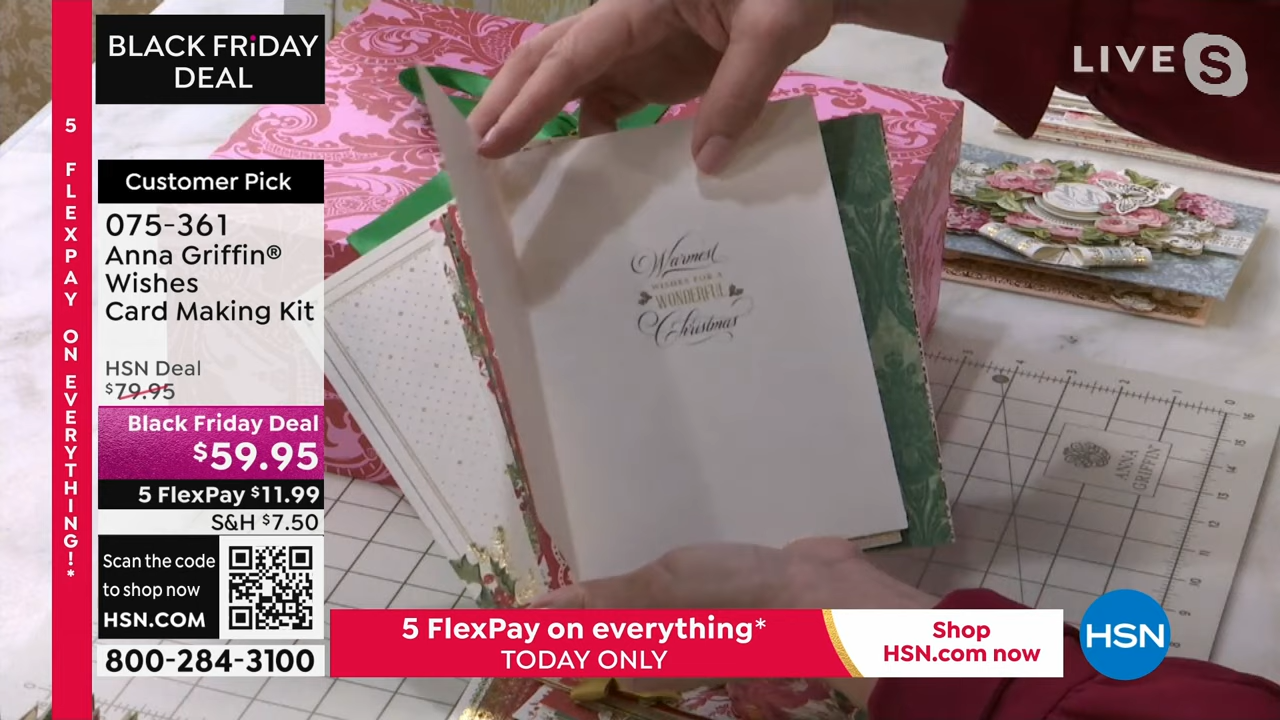 BLACK FRiDAY
DEAL
5 FLEXPAY ON EVERYTHING!*
Customer Pick
075-361
Anna Griffin®
Wishes
Card Making Kit
HSN Deal
$79.95
Black Friday Deal
$59.95
5 FlexPay $11.99
S&H $7.50
Scan the code
to shop now
HSN.COM
800-284-3100
LIVE S
Warmest
WISHES FOR A
WONDERFUL
Christmas
ANNA
GRIFFIN
5 FlexPay on everything*
TODAY ONLY
Shop
HSN.com now
HSN